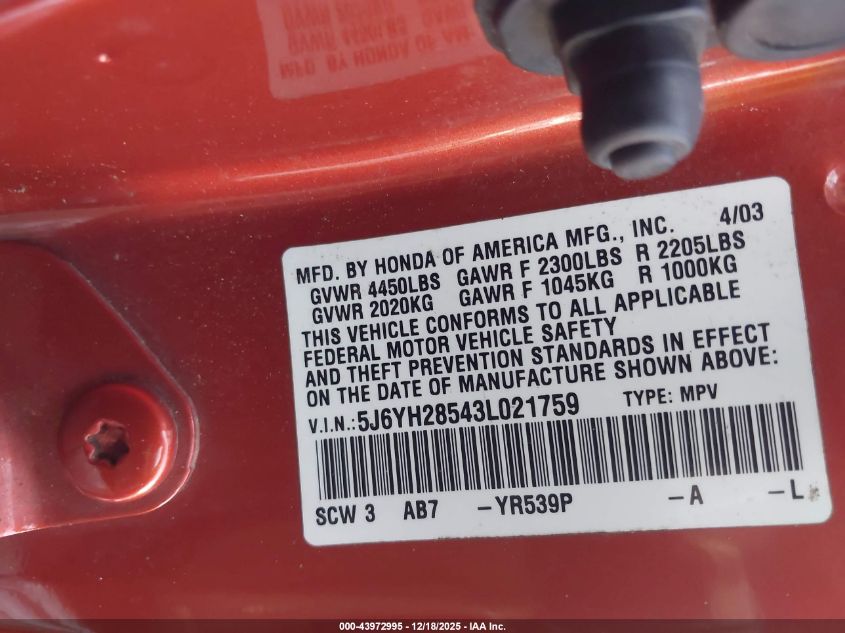 MFD. BY HONDA OF AMERICA MFG., INC. 4/03
GVWR 4450LBS GAWR F 2300LBS R 2205LBS
GVWR 2020KG GAWR F 1045KG R 1000KG
THIS VEHICLE CONFORMS TO ALL APPLICABLE
FEDERAL MOTOR VEHICLE SAFETY
AND THEFT PREVENTION STANDARDS IN EFFECT
ON THE DATE OF MANUFACTURE SHOWN ABOVE:
V.I.N.:5J6YH28543L021759 TYPE: MPV
SCW 3 AB7 -YR539P -A -L
000-43972995 - 12/18/2025 - IAA Inc.